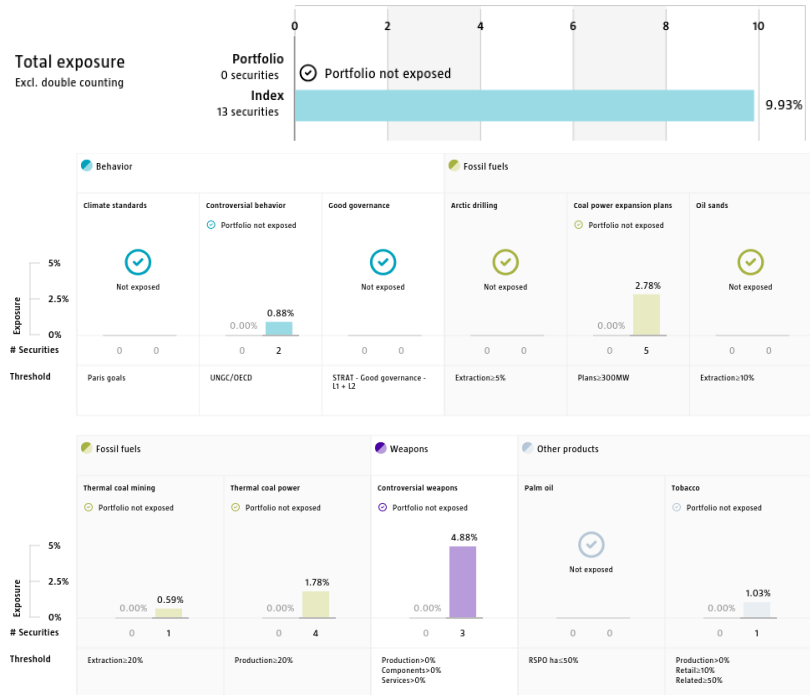 0 2 4 6 8 10
Total exposure
Excl. double counting
Portfolio
0 securities
Portfolio not exposed
Index
13 securities
9.93%
Behavior
Fossil fuels
Climate standards
Controversial behavior
Good governance
Arctic drilling
Coal power expansion plans
Oil sands
Portfolio not exposed
Portfolio not exposed
Exposure
5%
2.5%
0%
Not exposed
0.00%
0.88%
Not exposed
Not exposed
0.00%
2.78%
Not exposed
# Securities
0 0 0 2 0 0 0 0 0 5 0 0
Threshold
Paris goals
UNGC/OECD
STRAT - Good governance -
L1 + L2
Extraction≥5%
Plans≥300MW
Extraction≥10%
Fossil fuels
Weapons
Other products
Thermal coal mining
Thermal coal power
Controversial weapons
Palm oil
Tobacco
Portfolio not exposed
Portfolio not exposed
Portfolio not exposed
Portfolio not exposed
Exposure
5%
2.5%
0%
0.00%
0.59%
0.00%
1.78%
0.00%
4.88%
Not exposed
0.00%
1.03%
# Securities
0 1 0 4 0 3 0 0 0 1
Threshold
Extraction≥20%
Production≥20%
Production>0%
Components>0%
Services>0%
RSPO ha≤50%
Production>0%
Retail≥10%
Related≥50%